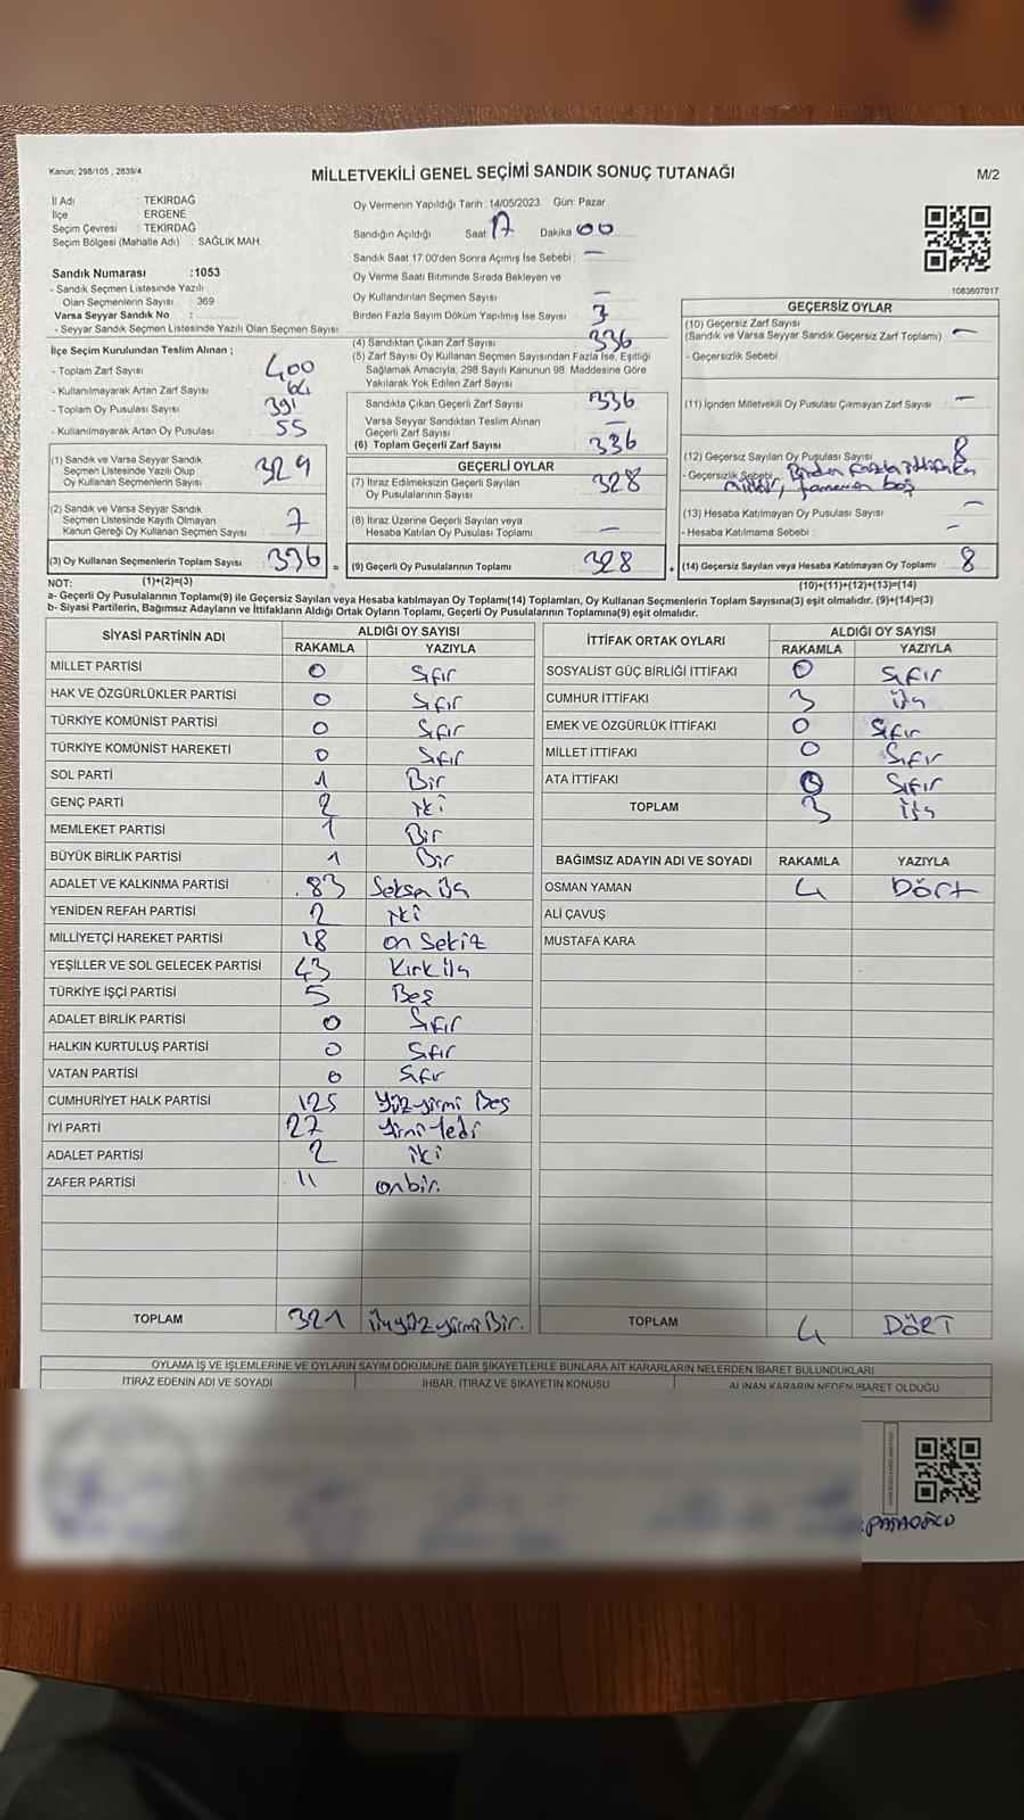 Kanun: 298/105 , 2839/4
MİLLETVEKİLİ GENEL SEÇİMİ SANDIK SONUÇ TUTANAĞI
M/2
İl Adı : TEKİRDAĞ
İlçe : ERGENE
Seçim Çevresi : TEKİRDAĞ
Seçim Bölgesi (Mahalle Adı) : SAĞLIK MAH.
Sandık Numarası :1053
- Sandık Seçmen Listesinde Yazılı
Olan Seçmenlerin Sayısı : 369
Varsa Seyyar Sandık No :
- Seyyar Sandık Seçmen Listesinde Yazılı Olan Seçmen Sayısı
Oy Vermenin Yapıldığı Tarih : 14/05/2023 Gün: Pazar
Sandığın Açıldığı Saat 17 Dakika 00
Sandık Saat 17.00'den Sonra Açımış İse Sebebi : —
Oy Verme Saati Bitiminde Sırada Bekleyen ve
Oy Kullandırılan Seçmen Sayısı —
Birden Fazla Sayım Döküm Yapılmış İse Sayısı 3
1083607017
İlçe Seçim Kurulundan Teslim Alınan ;
- Toplam Zarf Sayısı 400
- Kullanılmayarak Artan Zarf Sayısı 64
- Toplam Oy Pusulası Sayısı 391
- Kullanılmayarak Artan Oy Pusulası 55
(1) Sandık ve Varsa Seyyar Sandık
Seçmen Listesinde Yazılı Olup
Oy Kullanan Seçmenlerin Sayısı 329
(2) Sandık ve Varsa Seyyar Sandık
Seçmen Listesinde Kayıtlı Olmayan
Kanun Gereği Oy Kullanan Seçmen Sayısı 7
(3) Oy Kullanan Seçmenlerin Toplam Sayısı 336 =
(1)+(2)=(3)
(4) Sandıktan Çıkan Zarf Sayısı 336
(5) Zarf Sayısı Oy Kullanan Seçmen Sayısından Fazla İse, Eşitliği
Sağlamak Amacıyla, 298 Sayılı Kanunun 98. Maddesine Göre
Yakılarak Yok Edilen Zarf Sayısı
Sandıkta Çıkan Geçerli Zarf Sayısı 336
Varsa Seyyar Sandıktan Teslim Alınan
Geçerli Zarf Sayısı —
(6) Toplam Geçerli Zarf Sayısı 336
GEÇERLİ OYLAR
(7) İtiraz Edilmeksizin Geçerli Sayılan
Oy Pusulalarının Sayısı 328
(8) İtiraz Üzerine Geçerli Sayılan veya
Hesaba Katılan Oy Pusulası Toplamı —
(9) Geçerli Oy Pusulalarının Toplamı 328 +
GEÇERSİZ OYLAR
(10) Geçersiz Zarf Sayısı
(Sandık ve Varsa Seyyar Sandık Geçersiz Zarf Toplamı) —
- Geçersizlik Sebebi
(11) İçinden Milletvekili Oy Pusulası Çıkmayan Zarf Sayısı —
(12) Geçersiz Sayılan Oy Pusulası Sayısı 8
- Geçersizlik Sebebi Birden fazla
boş
(13) Hesaba Katılmayan Oy Pusulası Sayısı —
- Hesaba Katılmama Sebebi —
(14) Geçersiz Sayılan veya Hesaba Katılmayan Oy Toplamı 8
(10)+(11)+(12)+(13)=(14)
NOT:
a- Geçerli Oy Pusulalarının Toplamı(9) ile Geçersiz Sayılan veya Hesaba katılmayan Oy Toplamı(14) Toplamları, Oy Kullanan Seçmenlerin Toplam Sayısına(3) eşit olmalıdır. (9)+(14)=(3)
b- Siyasi Partilerin, Bağımsız Adayların ve İttifakların Aldığı Ortak Oyların Toplamı, Geçerli Oy Pusulalarının Toplamına(9) eşit olmalıdır.
SİYASİ PARTİNİN ADI ALDIĞI OY SAYISI
RAKAMLA YAZIYLA
MİLLET PARTİSİ 0 Sıfır
HAK VE ÖZGÜRLÜKLER PARTİSİ 0 Sıfır
TÜRKİYE KOMÜNİST PARTİSİ 0 Sıfır
TÜRKİYE KOMÜNİST HAREKETİ 0 Sıfır
SOL PARTİ 1 Bir
GENÇ PARTİ 2 iki
MEMLEKET PARTİSİ 1 Bir
BÜYÜK BİRLİK PARTİSİ 1 Bir
ADALET VE KALKINMA PARTİSİ 83 Seksen üç
YENİDEN REFAH PARTİSİ 2 iki
MİLLİYETÇİ HAREKET PARTİSİ 18 on Sekiz
YEŞİLLER VE SOL GELECEK PARTİSİ 43 Kırk üç
TÜRKİYE İŞÇİ PARTİSİ 5 Beş
ADALET BİRLİK PARTİSİ 0 Sıfır
HALKIN KURTULUŞ PARTİSİ 0 Sıfır
VATAN PARTİSİ 0 Sıfır
CUMHURİYET HALK PARTİSİ 125 Yüzyirmi Beş
İYİ PARTİ 27 Yirmi Yedi
ADALET PARTİSİ 2 iki
ZAFER PARTİSİ 11 onbir.
TOPLAM 321 üçyüzyirmi Bir.
İTTİFAK ORTAK OYLARI ALDIĞI OY SAYISI
RAKAMLA YAZIYLA
SOSYALİST GÜÇ BİRLİĞİ İTTİFAKI 0 Sıfır
CUMHUR İTTİFAKI 3 üç
EMEK VE ÖZGÜRLÜK İTTİFAKI 0 Sıfır
MİLLET İTTİFAKI 0 Sıfır
ATA İTTİFAKI 0 Sıfır
TOPLAM 3 üç
BAĞIMSIZ ADAYIN ADI VE SOYADI RAKAMLA YAZIYLA
OSMAN YAMAN 4 Dört
ALİ ÇAVUŞ
MUSTAFA KARA
TOPLAM 4 DÖRT
OYLAMA İŞ VE İŞLEMLERİNE VE OYLARIN SAYIM DÖKÜMÜNE DAİR ŞİKAYETLERLE BUNLARA AİT KARARLARIN NELERDEN İBARET BULUNDUKLARI
İTİRAZ EDENİN ADI VE SOYADI İHBAR, İTİRAZ VE ŞİKAYETİN KONUSU ALINAN KARARIN NEDEN İBARET OLDUĞU